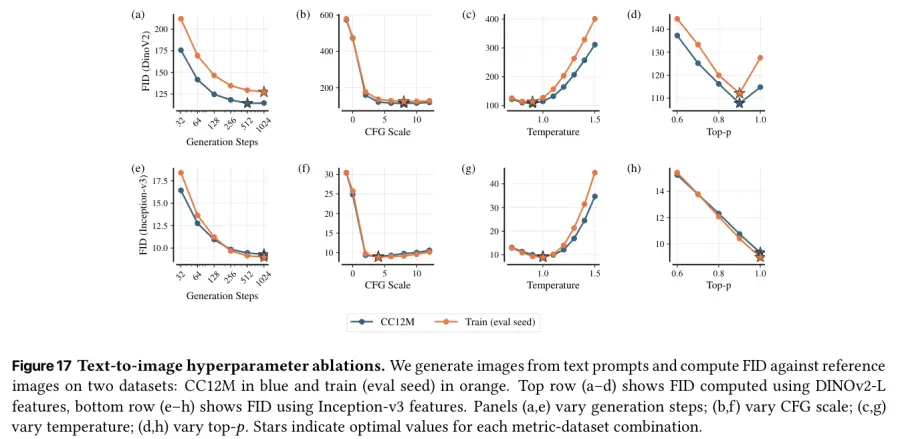 (a)
(b)
(c)
(d)
FID (DinoV2)
200
175
150
125
32
64
128
256
512
1024
Generation Steps
600
400
200
0
5
10
CFG Scale
400
300
200
100
1.0
1.5
Temperature
140
130
120
110
0.6
0.8
1.0
Top-p
(e)
(f)
(g)
(h)
FID (Inception-v3)
17.5
15.0
12.5
10.0
32
64
128
256
512
1024
Generation Steps
30
25
20
15
10
0
5
10
CFG Scale
40
30
20
10
1.0
1.5
Temperature
14
12
10
0.6
0.8
1.0
Top-p
CC12M
Train (eval seed)
Figure 17 Text-to-image hyperparameter ablations. We generate images from text prompts and compute FID against reference
images on two datasets: CC12M in blue and train (eval seed) in orange. Top row (a–d) shows FID computed using DINOv2-L
features, bottom row (e–h) shows FID using Inception-v3 features. Panels (a,e) vary generation steps; (b,f) vary CFG scale; (c,g)
vary temperature; (d,h) vary top-p. Stars indicate optimal values for each metric-dataset combination.